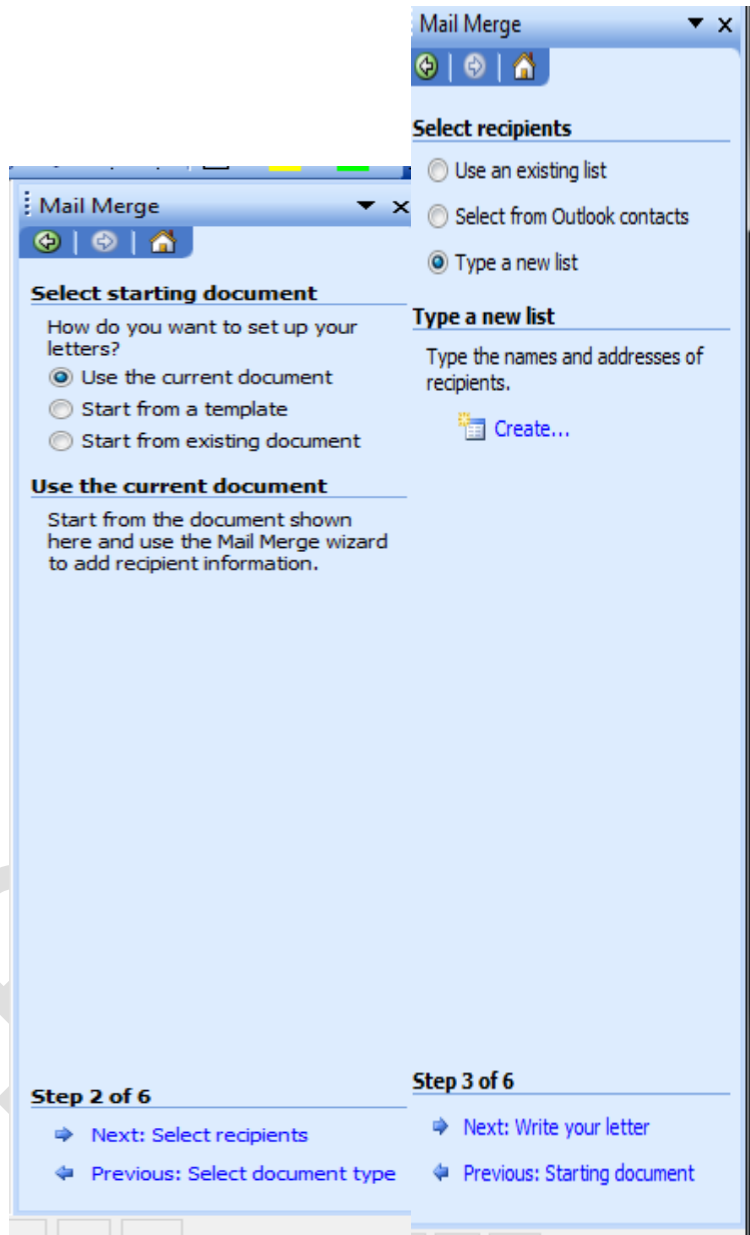 Mail Merge
Select starting document
How do you want to set up your
letters?
Use the current document
Start from a template
Start from existing document
Use the current document
Start from the document shown
here and use the Mail Merge wizard
to add recipient information.
Step 2 of 6
Next: Select recipients
Previous: Select document type
Mail Merge
Select recipients
Use an existing list
Select from Outlook contacts
Type a new list
Type a new list
Type the names and addresses of
recipients.
Create...
Step 3 of 6
Next: Write your letter
Previous: Starting document